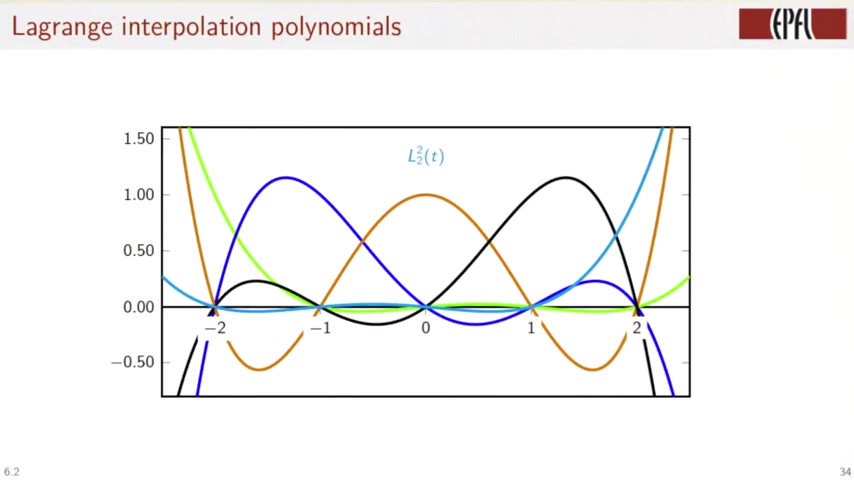 Lagrange interpolation polynomials
EPFL
L₂²(t)
1.50
1.00
0.50
0.00
−0.50
−2 −1 0 1 2
6.2 34